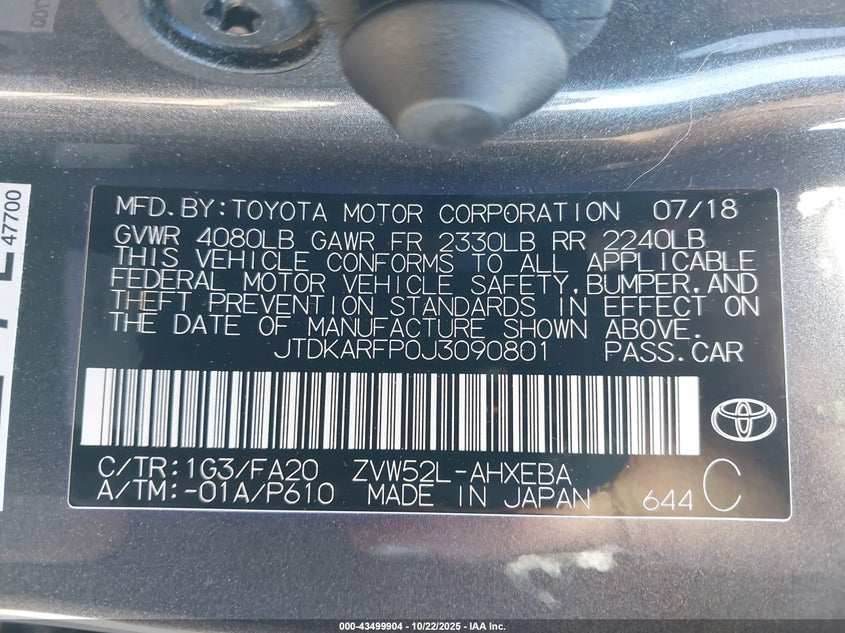 MFD.BY:TOYOTA MOTOR CORPORATION 07/18
GVWR 4080LB GAWR FR 2330LB RR 2240LB
THIS VEHICLE CONFORMS TO ALL APPLICABLE
FEDERAL MOTOR VEHICLE SAFETY,BUMPER,AND
THEFT PREVENTION STANDARDS IN EFFECT ON
THE DATE OF MANUFACTURE SHOWN ABOVE.
JTDKARFP0J3090801 PASS.CAR
C/TR:1G3/FA20 ZVW52L-AHXEBA
A/TM:-01A/P610 MADE IN JAPAN 644 C
47700
000-43499904 - 10/22/2025 - IAA Inc.